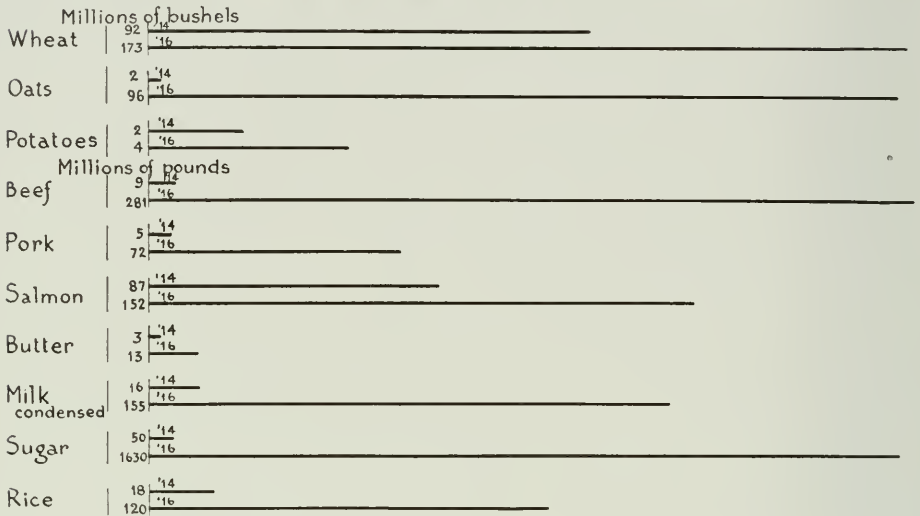 Millions of bushels
Wheat 92 '14
173 '16
Oats 2 '14
96 '16
Potatoes 2 '14
4 '16
Millions of pounds
Beef 9 '14
281 '16
Pork 5 '14
72 '16
Salmon 87 '14
152 '16
Butter 3 '14
13 '16
Milk 16 '14
condensed 155 '16
Sugar 50 '14
1630 '16
Rice 18 '14
120 '16